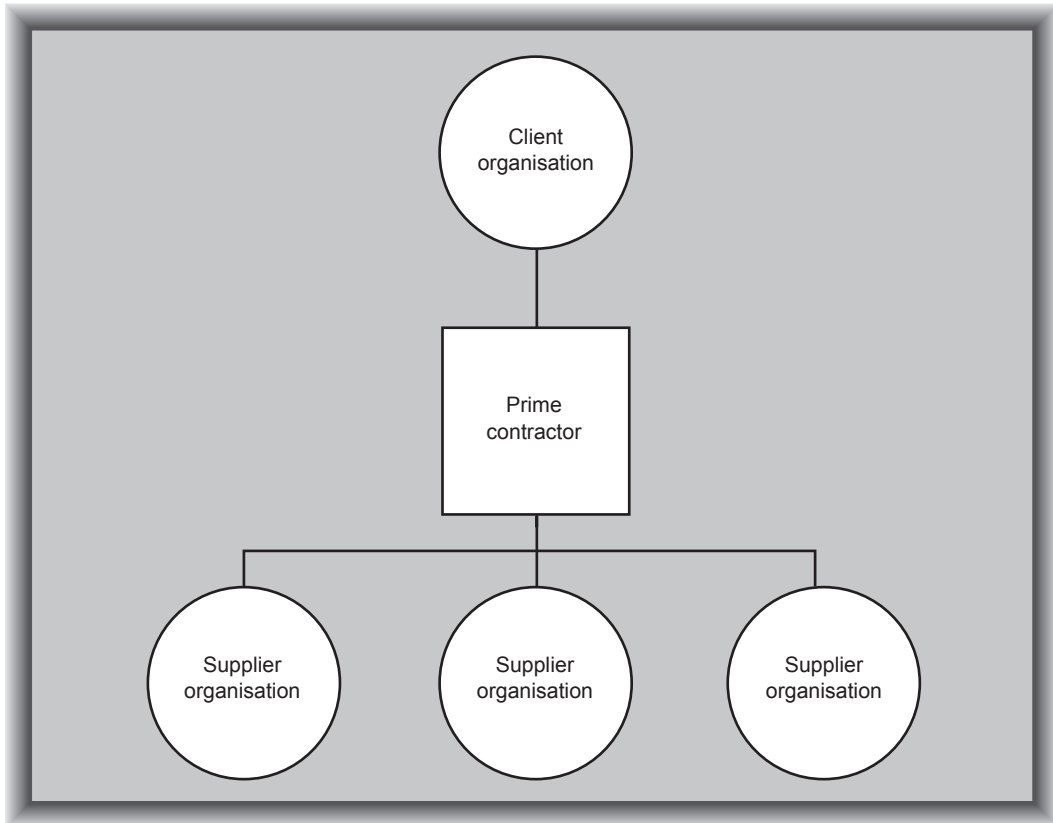 Client
organisation
Prime
contractor
Supplier
organisation
Supplier
organisation
Supplier
organisation